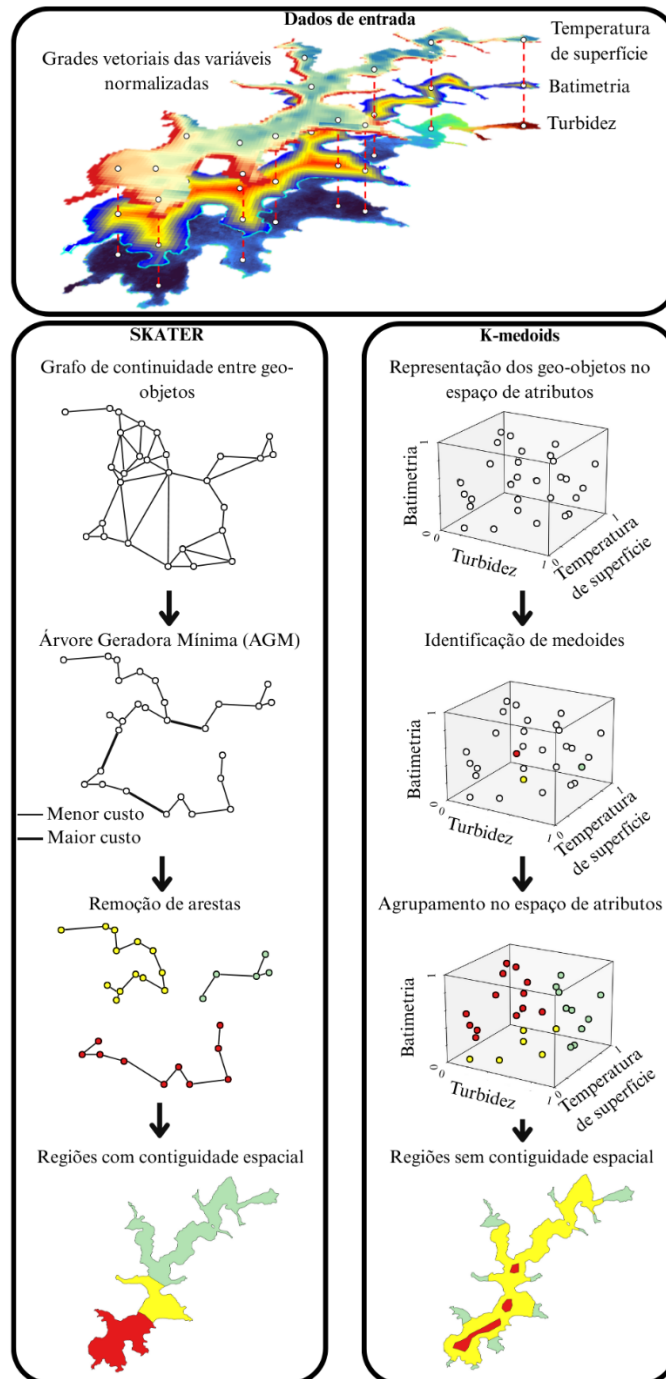 Dados de entrada
Grades vetoriais das variáveis
normalizadas
Temperatura
de superfície
Batimetria
Turbidez
SKATER
Grafo de continuidade entre geo-
objetos
Árvore Geradora Mínima (AGM)
Menor custo
Maior custo
Remoção de arestas
Regiões com contiguidade espacial
K-medoids
Representação dos geo-objetos no
espaço de atributos
1
Batimetria
0
0
Turbidez
1
0
1
Temperatura
de superfície
Identificação de medoides
1
Batimetria
0
0
Turbidez
1
0
1
Temperatura
de superfície
Agrupamento no espaço de atributos
1
Batimetria
0
0
Turbidez
1
0
1
Temperatura
de superfície
Regiões sem contiguidade espacial